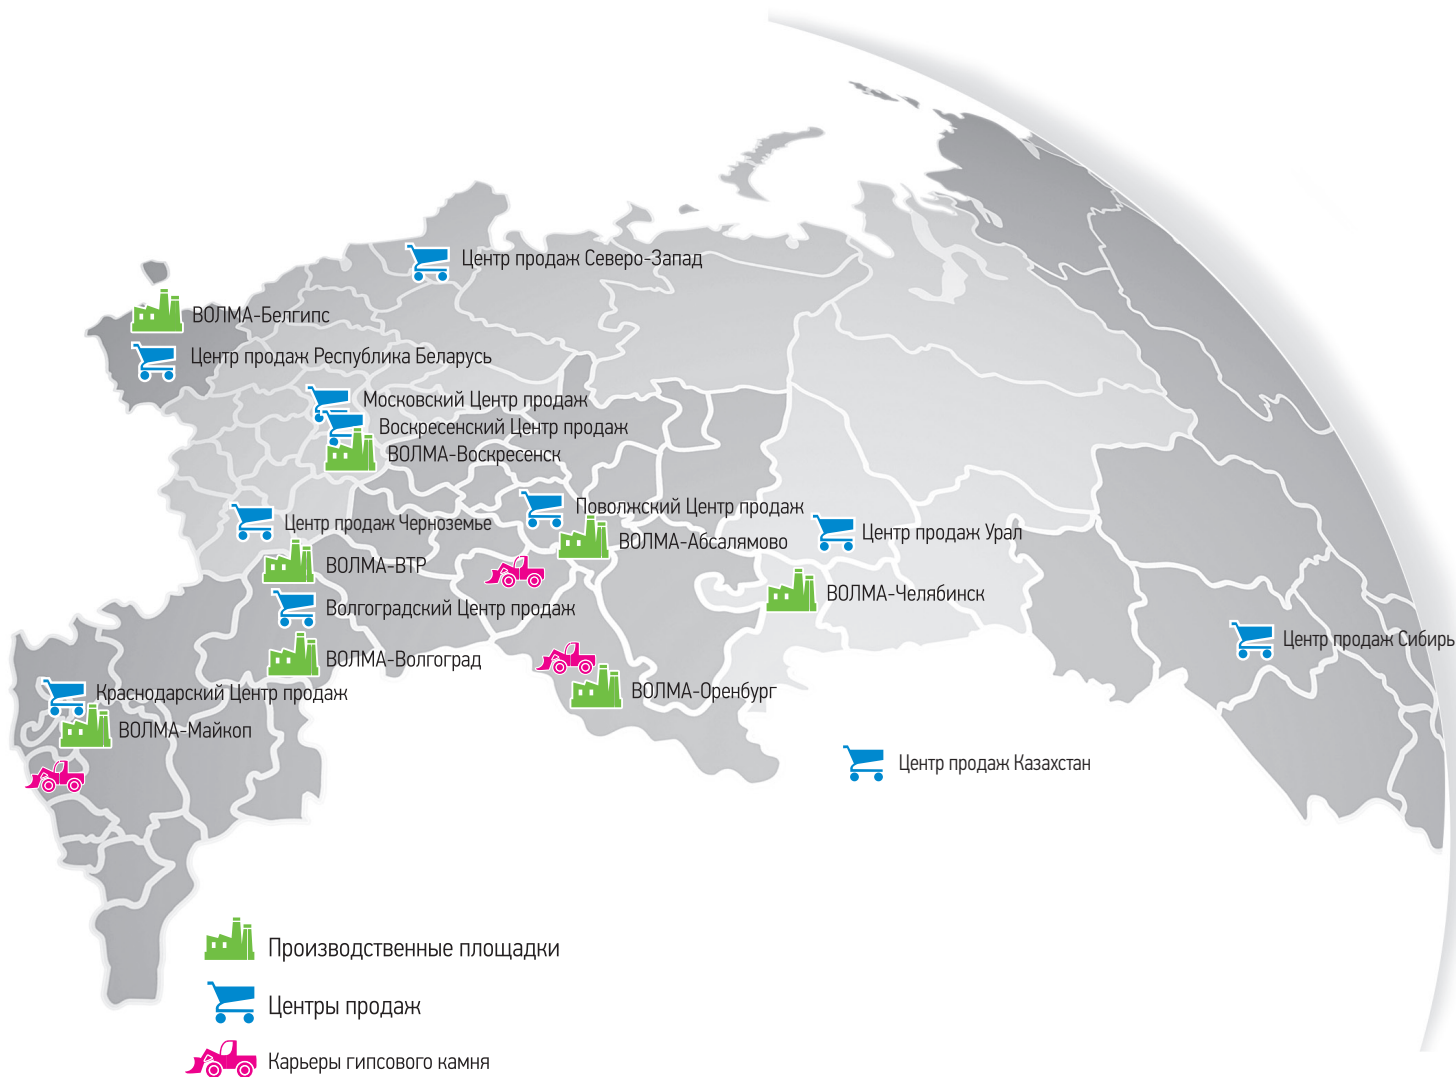 Центр продаж Северо-Запад
ВОЛМА-Белгипс
Центр продаж Республика Беларусь
Московский Центр продаж
Воскресенский Центр продаж
ВОЛМА-Воскресенск
Поволжский Центр продаж
Центр продаж Черноземье
Центр продаж Урал
ВОЛМА-Абсалямово
ВОЛМА-ВТР
ВОЛМА-Челябинск
Волгоградский Центр продаж
Центр продаж Сибирь
ВОЛМА-Волгоград
ВОЛМА-Оренбург
Краснодарский Центр продаж
ВОЛМА-Майкоп
Центр продаж Казахстан
Производственные площадки
Центры продаж
Карьеры гипсового камня